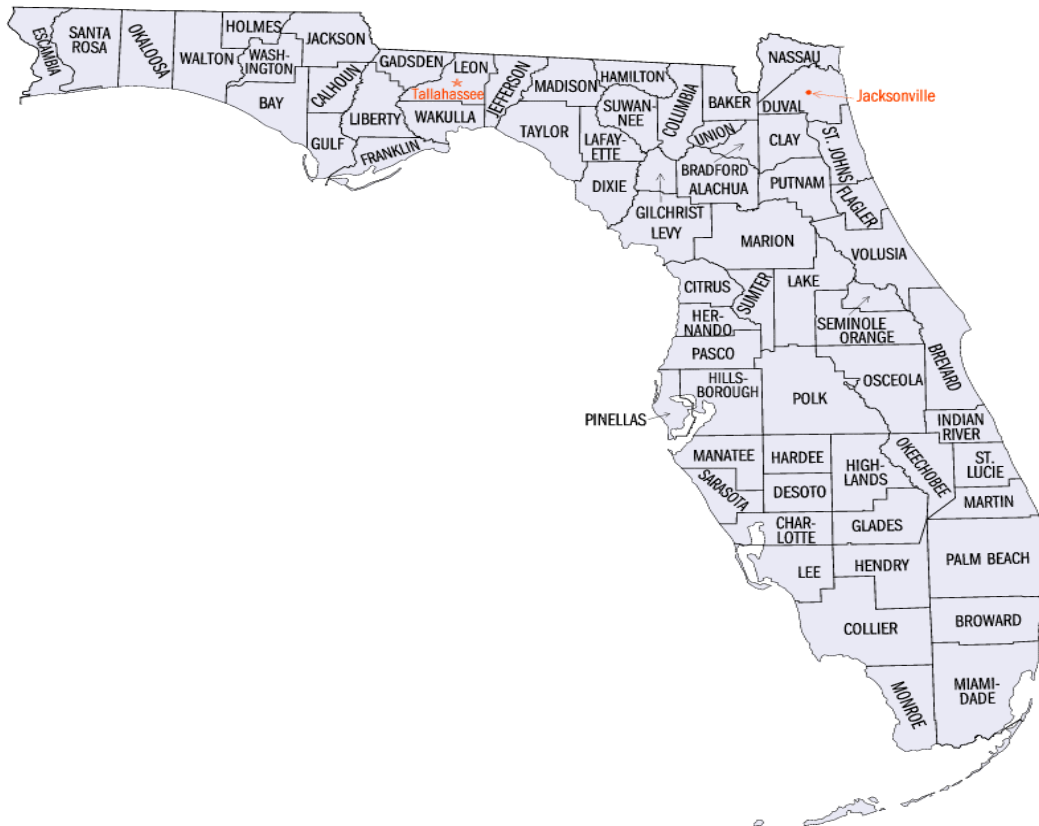 ESCAMBIA
SANTA
ROSA
OKALOOSA
WALTON
HOLMES
WASH-
INGTON
JACKSON
BAY
CALHOUN
GULF
LIBERTY
GADSDEN
LEON
Tallahassee
WAKULLA
FRANKLIN
JEFFERSON
MADISON
TAYLOR
HAMILTON
SUWAN-
NEE
LAFAY-
ETTE
DIXIE
COLUMBIA
BAKER
UNION
BRADFORD
ALACHUA
GILCHRIST
LEVY
NASSAU
DUVAL
Jacksonville
CLAY
ST. JOHNS
PUTNAM
FLAGLER
MARION
VOLUSIA
CITRUS
SUMTER
LAKE
HER-
NANDO
SEMINOLE
ORANGE
BREVARD
PASCO
HILLS-
BOROUGH
PINELLAS
POLK
OSCEOLA
INDIAN
RIVER
MANATEE
HARDEE
HIGH-
LANDS
OKEECHOBEE
ST.
LUCIE
SARASOTA
DESOTO
MARTIN
CHAR-
LOTTE
GLADES
LEE
HENDRY
PALM BEACH
COLLIER
BROWARD
MONROE
MIAMI-
DADE